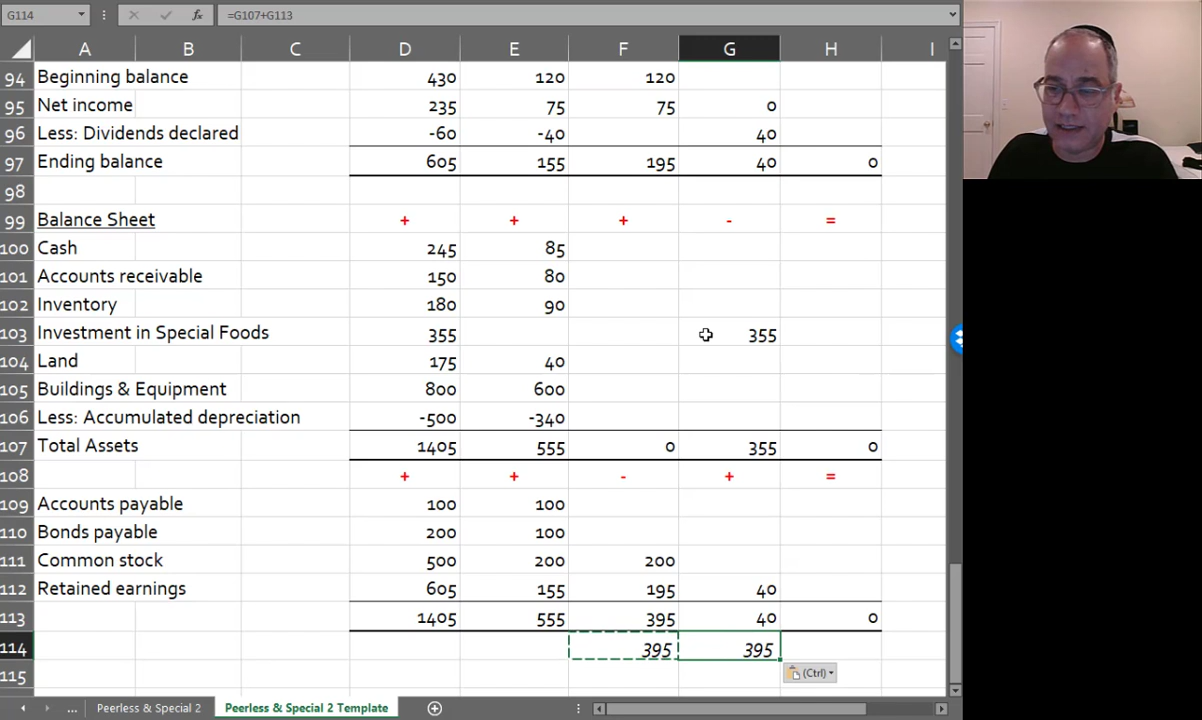 G114 fx =G107+G113
A B C D E F G H I
94 Beginning balance 430 120 120
95 Net income 235 75 75 0
96 Less: Dividends declared -60 -40 40
97 Ending balance 605 155 195 40 0
98
99 Balance Sheet + + + - =
100 Cash 245 85
101 Accounts receivable 150 80
102 Inventory 180 90
103 Investment in Special Foods 355 355
104 Land 175 40
105 Buildings & Equipment 800 600
106 Less: Accumulated depreciation -500 -340
107 Total Assets 1405 555 0 355 0
108 + + - + =
109 Accounts payable 100 100
110 Bonds payable 200 100
111 Common stock 500 200 200
112 Retained earnings 605 155 195 40
113 1405 555 395 40 0
114 395 395
115 (Ctrl)
... Peerless & Special 2 Peerless & Special 2 Template